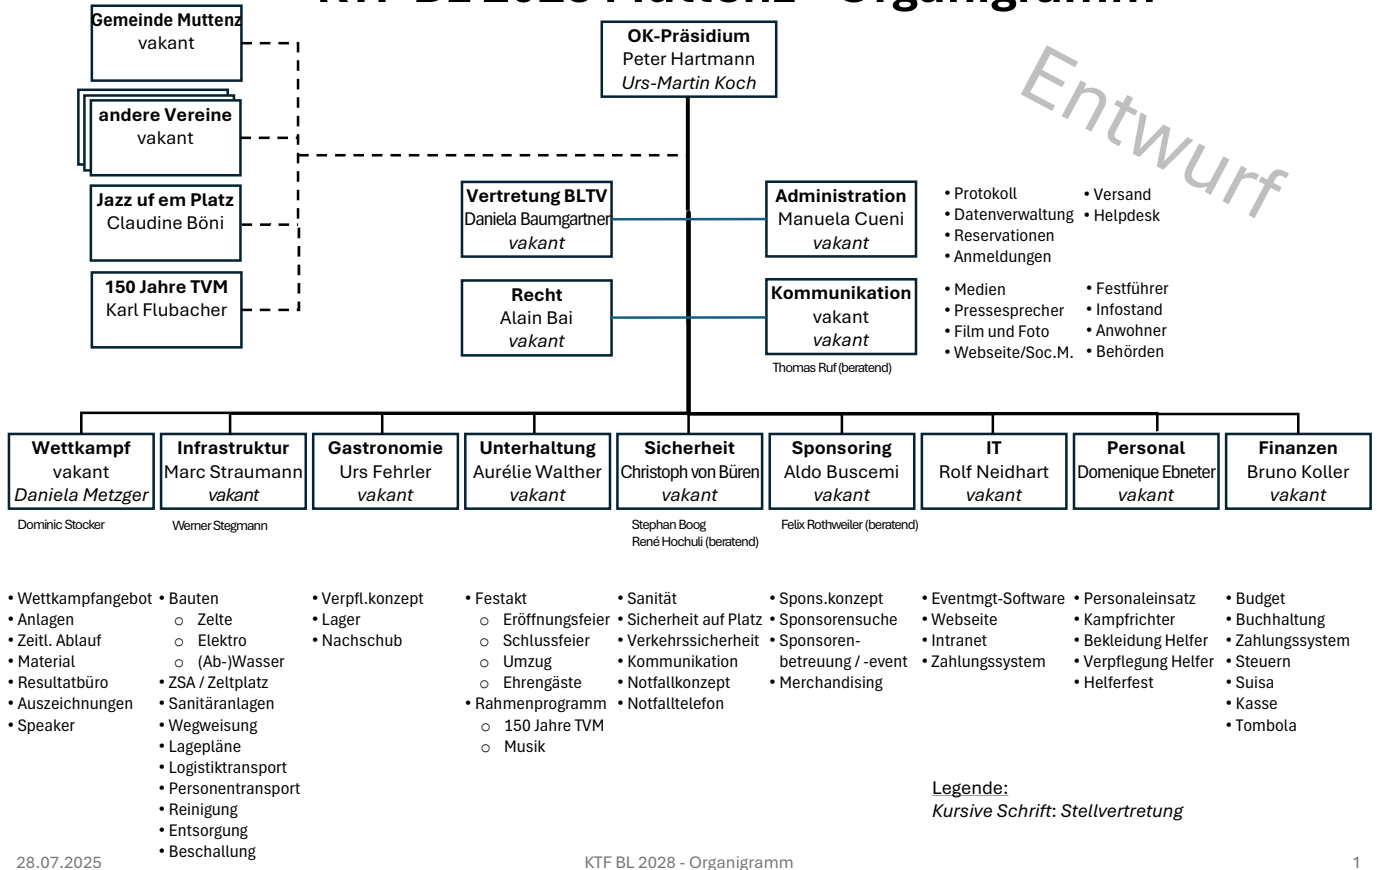 KTF BL 2028 Muttenz - Organigramm
Gemeinde Muttenz
vakant
andere Vereine
vakant
Jazz uf em Platz
Claudine Böni
150 Jahre TVM
Karl Flubacher
OK-Präsidium
Peter Hartmann
Urs-Martin Koch
Entwurf
Vertretung BLTV
Daniela Baumgartner
vakant
Administration
Manuela Cueni
vakant
• Protokoll
• Datenverwaltung
• Reservationen
• Anmeldungen
• Versand
• Helpdesk
Recht
Alain Bai
vakant
Kommunikation
vakant
vakant
Thomas Ruf (beratend)
• Medien
• Pressesprecher
• Film und Foto
• Webseite/Soc.M.
• Festführer
• Infostand
• Anwohner
• Behörden
Wettkampf
vakant
Daniela Metzger
Dominic Stocker
Infrastruktur
Marc Straumann
vakant
Werner Stegmann
Gastronomie
Urs Fehrler
vakant
Unterhaltung
Aurélie Walther
vakant
Sicherheit
Christoph von Büren
vakant
Stephan Boog
René Hochuli (beratend)
Sponsoring
Aldo Buscemi
vakant
Felix Rothweiler (beratend)
IT
Rolf Neidhart
vakant
Personal
Domenique Ebneter
vakant
Finanzen
Bruno Koller
vakant
• Wettkampfangebot
• Anlagen
• Zeitl. Ablauf
• Material
• Resultatbüro
• Auszeichnungen
• Speaker
• Bauten
o Zelte
o Elektro
o (Ab-)Wasser
• ZSA / Zeltplatz
• Sanitäranlagen
• Wegweisung
• Lagepläne
• Logistiktransport
• Personentransport
• Reinigung
• Entsorgung
• Beschallung
• Verpfl.konzept
• Lager
• Nachschub
• Festakt
o Eröffnungsfeier
o Schlussfeier
o Umzug
o Ehrengäste
• Rahmenprogramm
o 150 Jahre TVM
o Musik
• Sanität
• Sicherheit auf Platz
• Verkehrssicherheit
• Kommunikation
• Notfallkonzept
• Notfalltelefon
• Spons.konzept
• Sponsorensuche
• Sponsoren-
betreuung / -event
• Merchandising
• Eventmgt-Software
• Webseite
• Intranet
• Zahlungssystem
• Personaleinsatz
• Kampfrichter
• Bekleidung Helfer
• Verpflegung Helfer
• Helferfest
• Budget
• Buchhaltung
• Zahlungssystem
• Steuern
• Suisa
• Kasse
• Tombola
Legende:
Kursive Schrift: Stellvertretung
28.07.2025
KTF BL 2028 - Organigramm
1